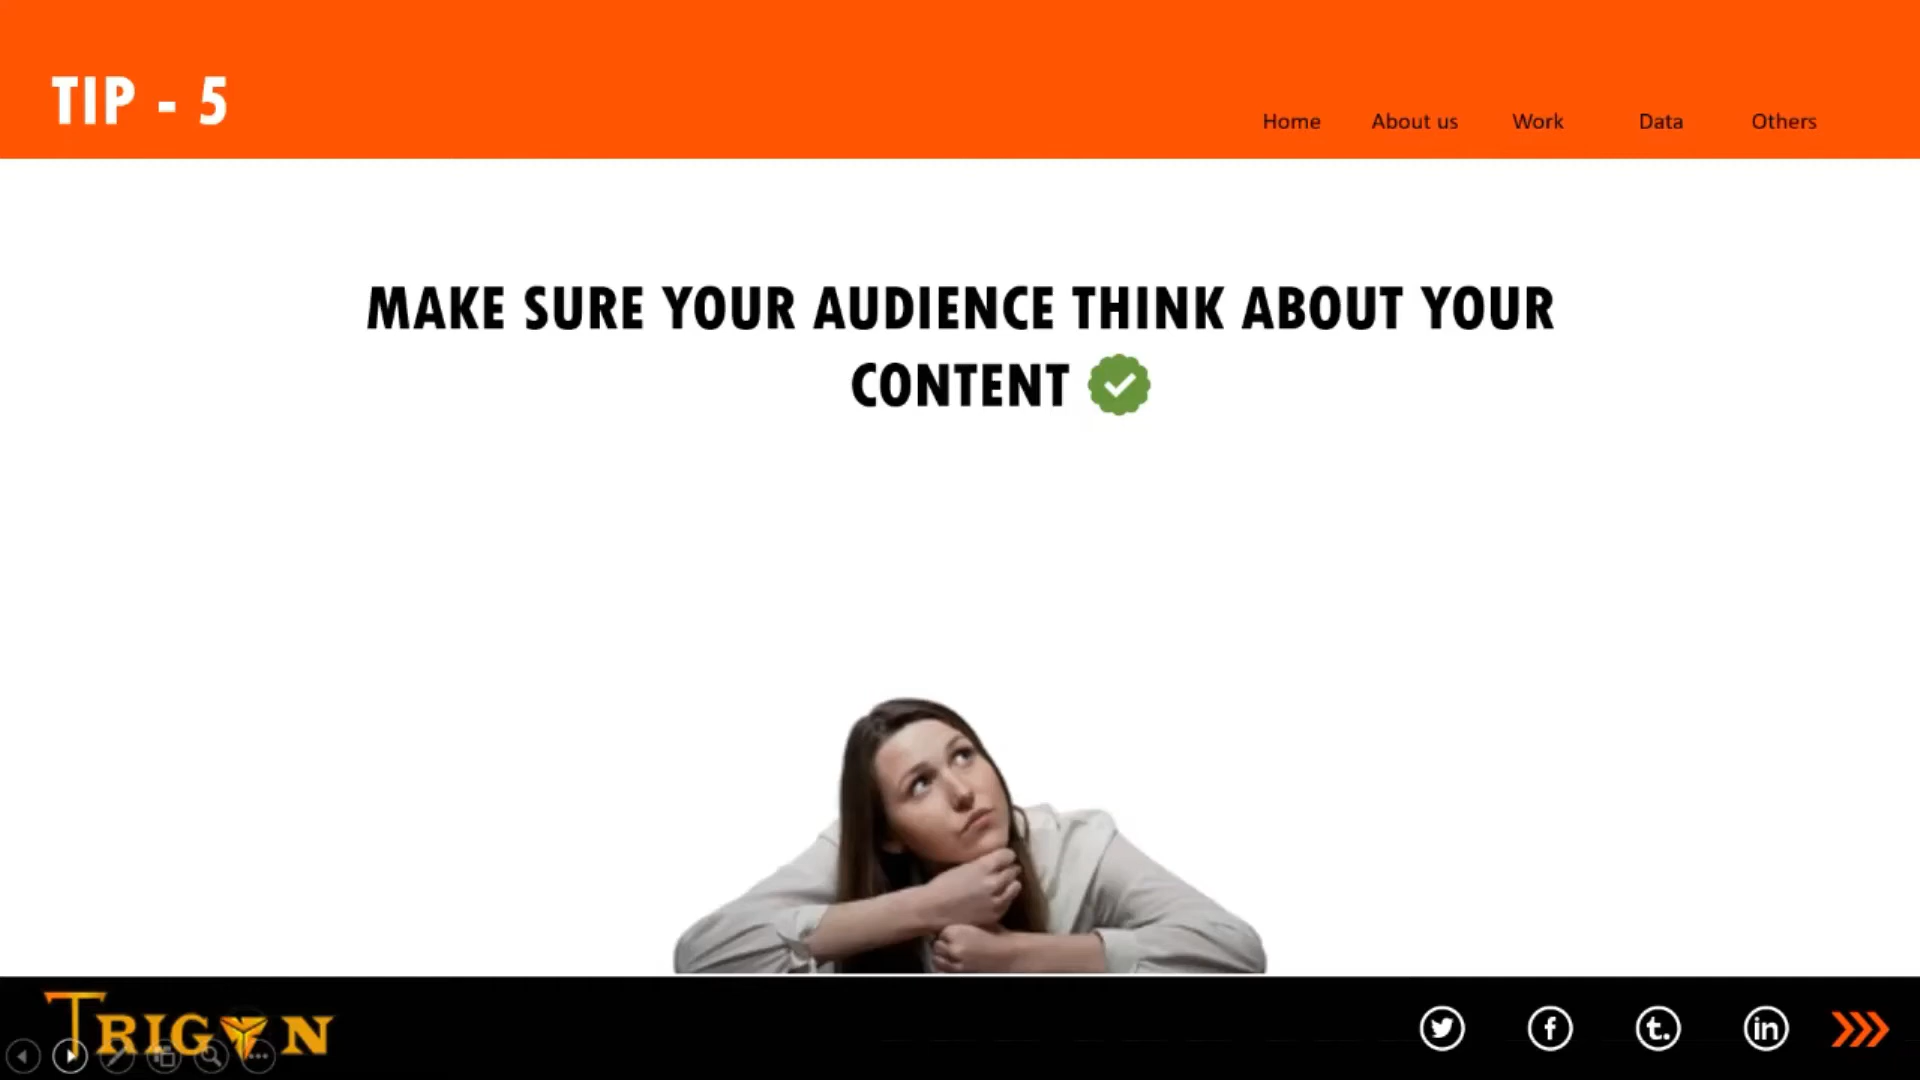 TIP - 5
Home About us Work Data Others
MAKE SURE YOUR AUDIENCE THINK ABOUT YOUR
CONTENT
TRIGON